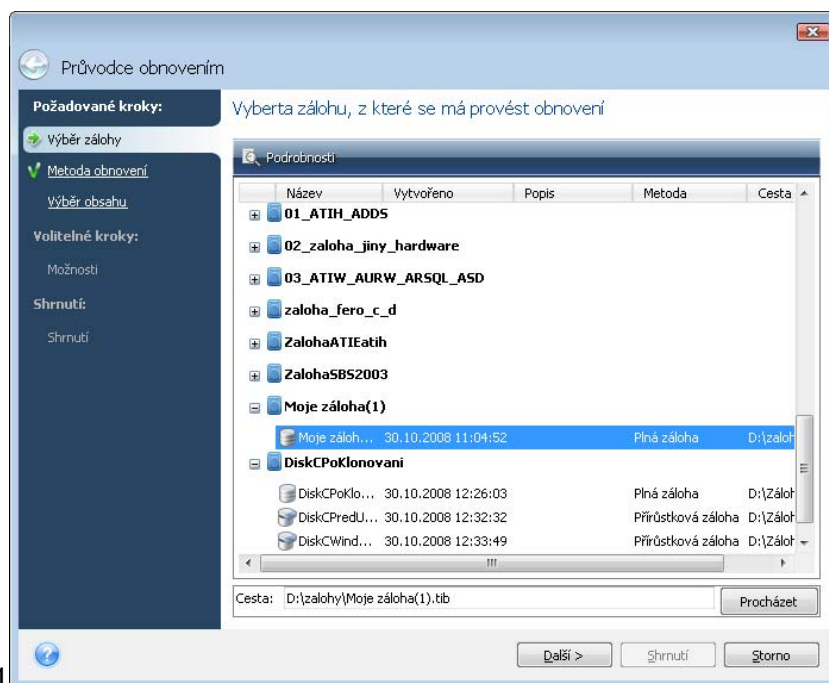 Průvodce obnovením
Požadované kroky:
Výběr zálohy
Metoda obnovení
Výběr obsahu
Volitelné kroky:
Možnosti
Shrnutí:
Shrnutí
Vyberta zálohu, z které se má provést obnovení
Podrobnosti
Název Vytvořeno Popis Metoda Cesta
01_ATIH_ADDS
02_zaloha_jiny_hardware
03_ATIW_AURW_ARSQL_ASD
zaloha_fero_c_d
ZalohaATIEatih
ZalohaSBS2003
Moje záloha(1)
Moje záloh... 30.10.2008 11:04:52 Plná záloha D:\zaloh
DiskCPoKlonovani
DiskCPoKlo... 30.10.2008 12:26:03 Plná záloha D:\Záloh
DiskCPredU... 30.10.2008 12:32:32 Přírůstková záloha D:\Záloh
DiskCWind... 30.10.2008 12:33:49 Přírůstková záloha D:\Záloh
Cesta: D:\zalohy\Moje záloha(1).tib Procházet
Další > Shrnutí Storno